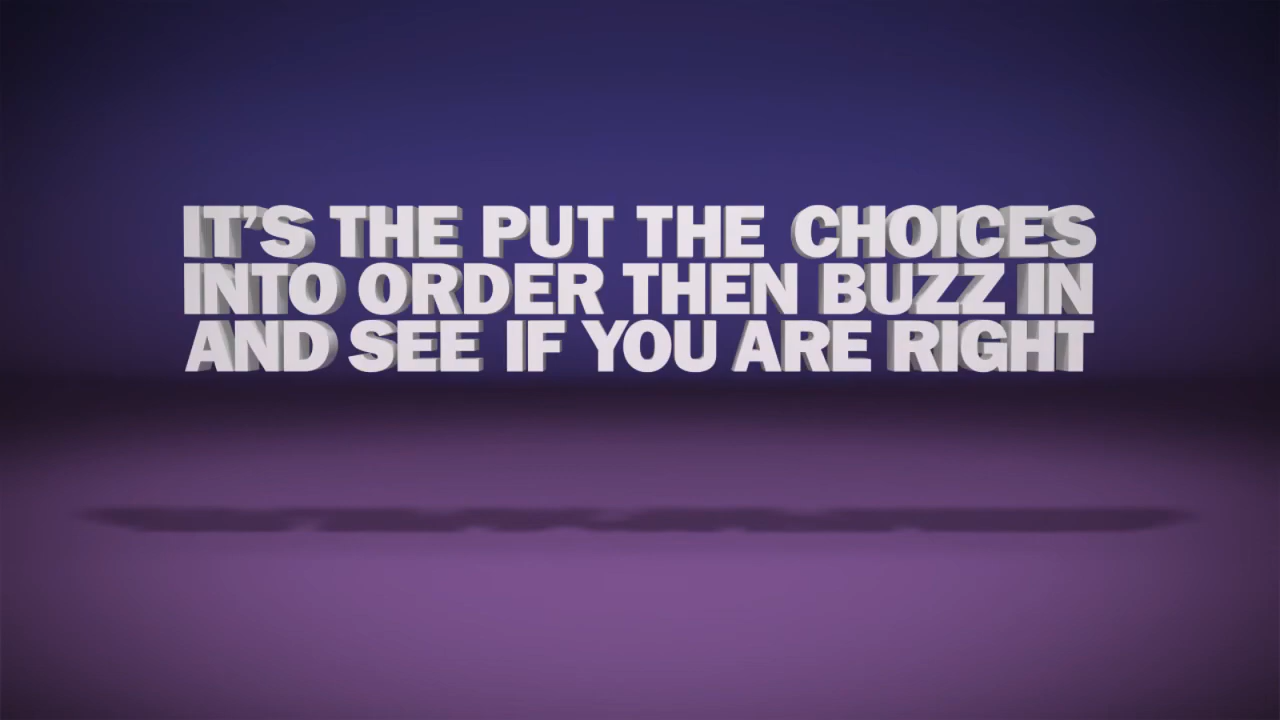 IT'S THE PUT THE CHOICES
INTO ORDER THEN BUZZ IN
AND SEE IF YOU ARE RIGHT